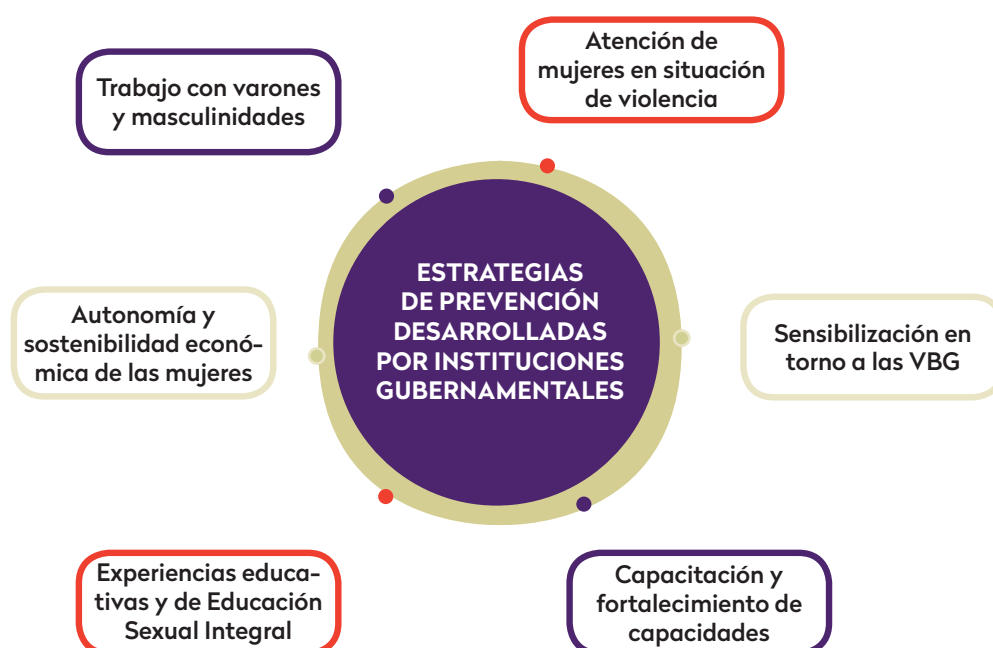 Trabajo con varones
y masculinidades
Atención de
mujeres en situación
de violencia
ESTRATEGIAS
DE PREVENCIÓN
DESARROLLADAS
POR INSTITUCIONES
GUBERNAMENTALES
Autonomía y
sostenibilidad econó-
mica de las mujeres
Sensibilización en
torno a las VBG
Experiencias educa-
tivas y de Educación
Sexual Integral
Capacitación y
fortalecimiento de
capacidades